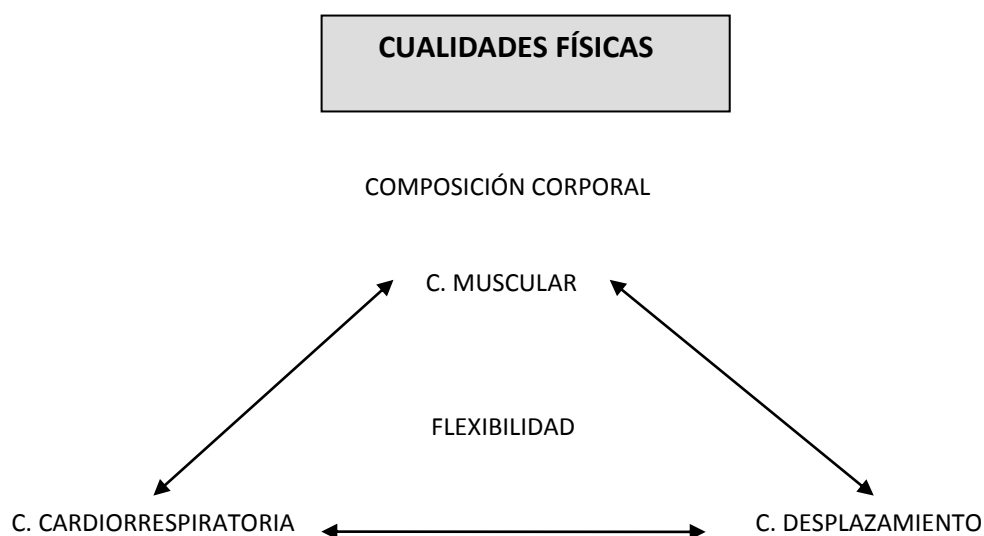 CUALIDADES FÍSICAS
COMPOSICIÓN CORPORAL
C. MUSCULAR
FLEXIBILIDAD
C. CARDIORRESPIRATORIA
C. DESPLAZAMIENTO